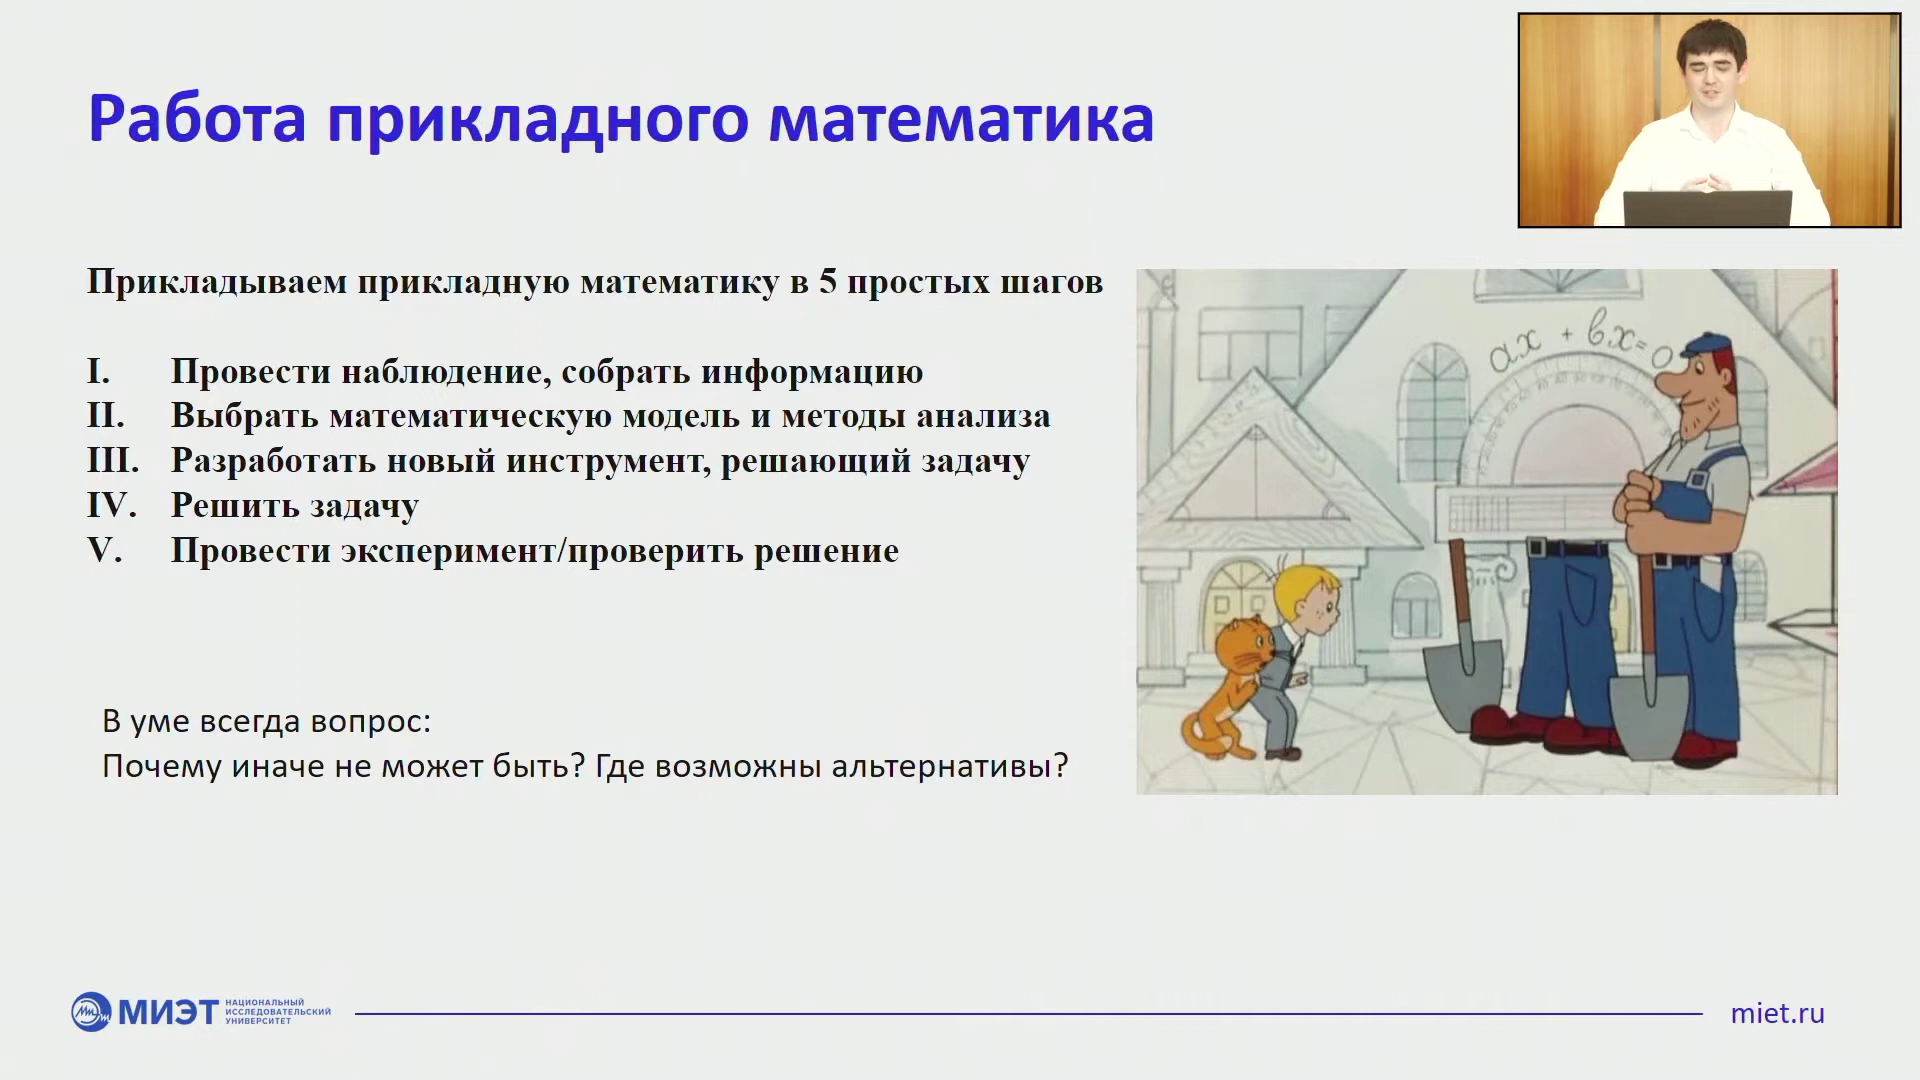 Работа прикладного математика
Прикладываем прикладную математику в 5 простых шагов
I. Провести наблюдение, собрать информацию
II. Выбрать математическую модель и методы анализа
III. Разработать новый инструмент, решающий задачу
IV. Решить задачу
V. Провести эксперимент/проверить решение
ax + bx = 0
В уме всегда вопрос:
Почему иначе не может быть? Где возможны альтернативы?
МИЭТ
НАЦИОНАЛЬНЫЙ
ИССЛЕДОВАТЕЛЬСКИЙ
УНИВЕРСИТЕТ
miet.ru